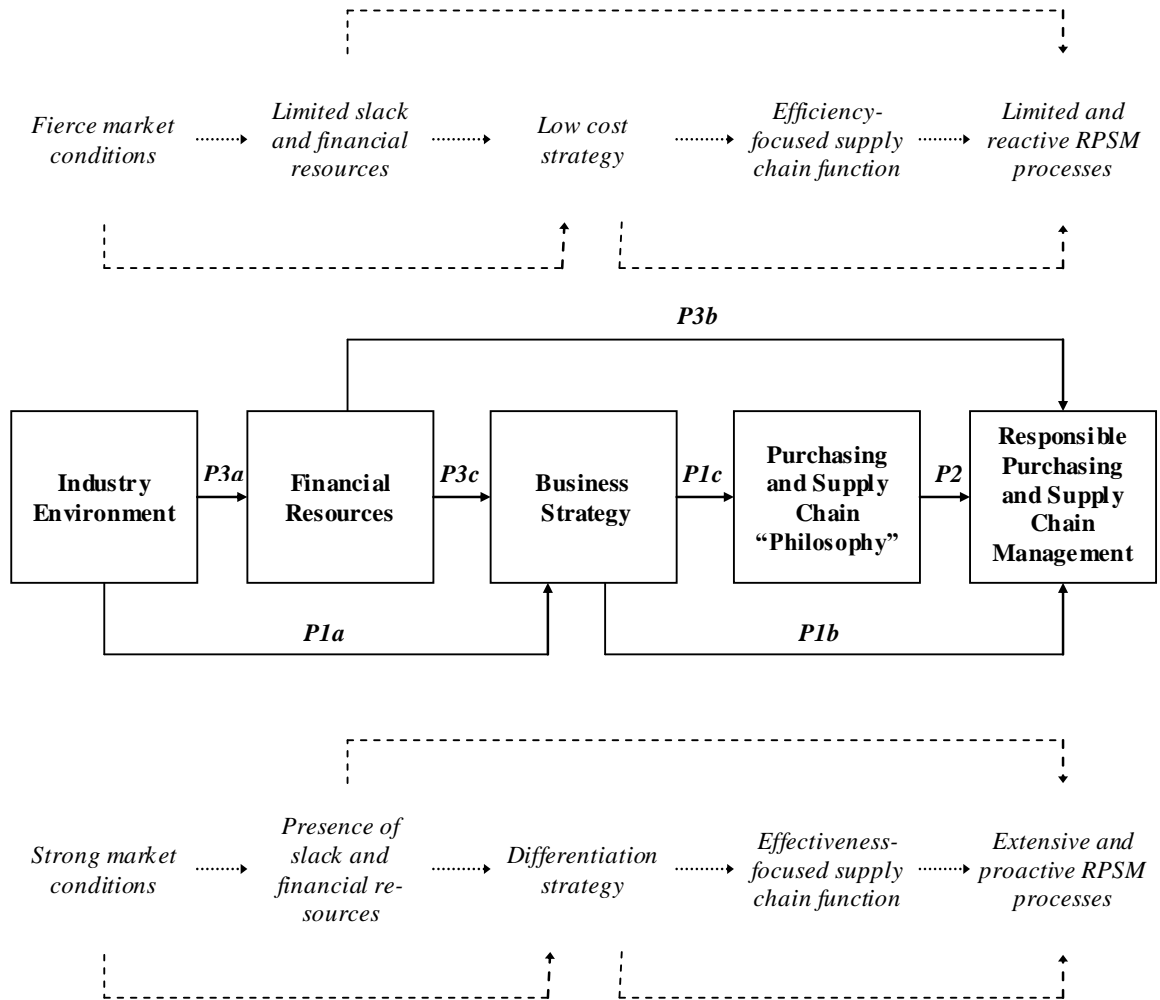 Fierce market
conditions
Limited slack
and financial
resources
Low cost
strategy
Efficiency-
focused supply
chain function
Limited and
reactive RPSM
processes
P3b
Industry
Environment
P3a
Financial
Resources
P3c
Business
Strategy
P1c
Purchasing
and Supply
Chain
“Philosophy”
P2
Responsible
Purchasing
and Supply
Chain
Management
P1a
P1b
Strong market
conditions
Presence of
slack and
financial re-
sources
Differentiation
strategy
Effectiveness-
focused supply
chain function
Extensive and
proactive RPSM
processes